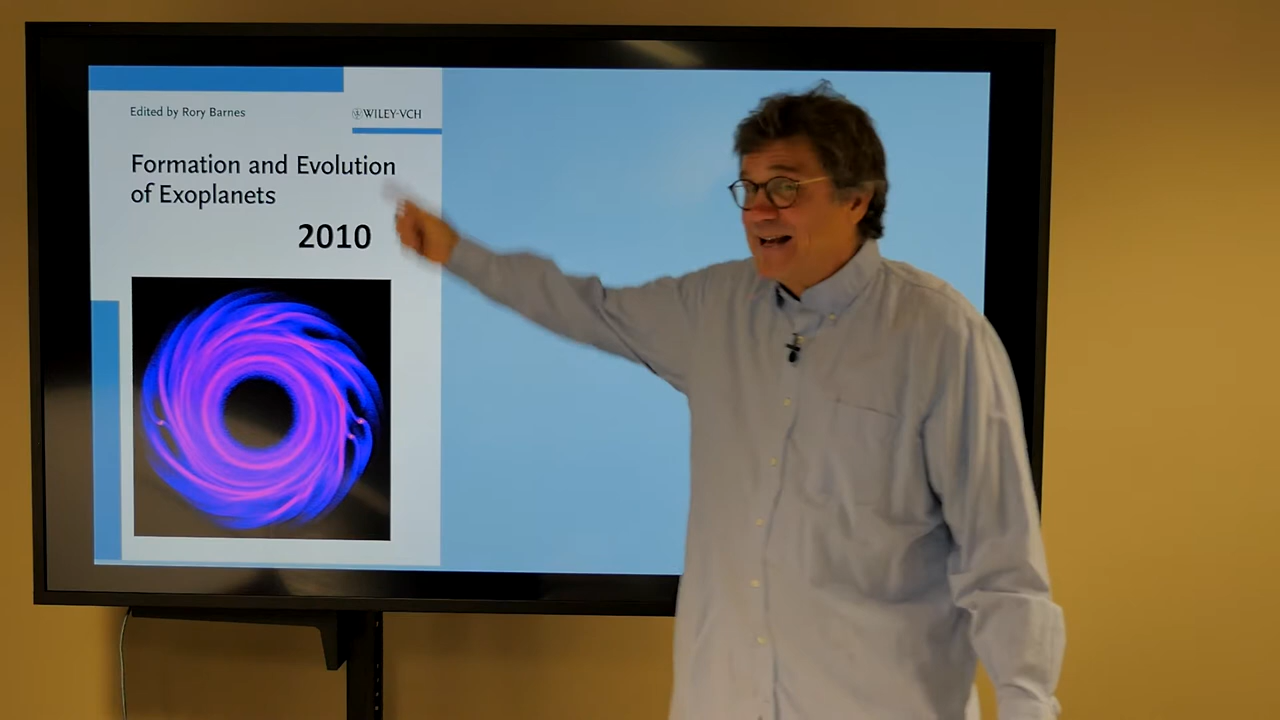 Edited by Rory Barnes
WILEY-VCH
Formation and Evolution
of Exoplanets
2010